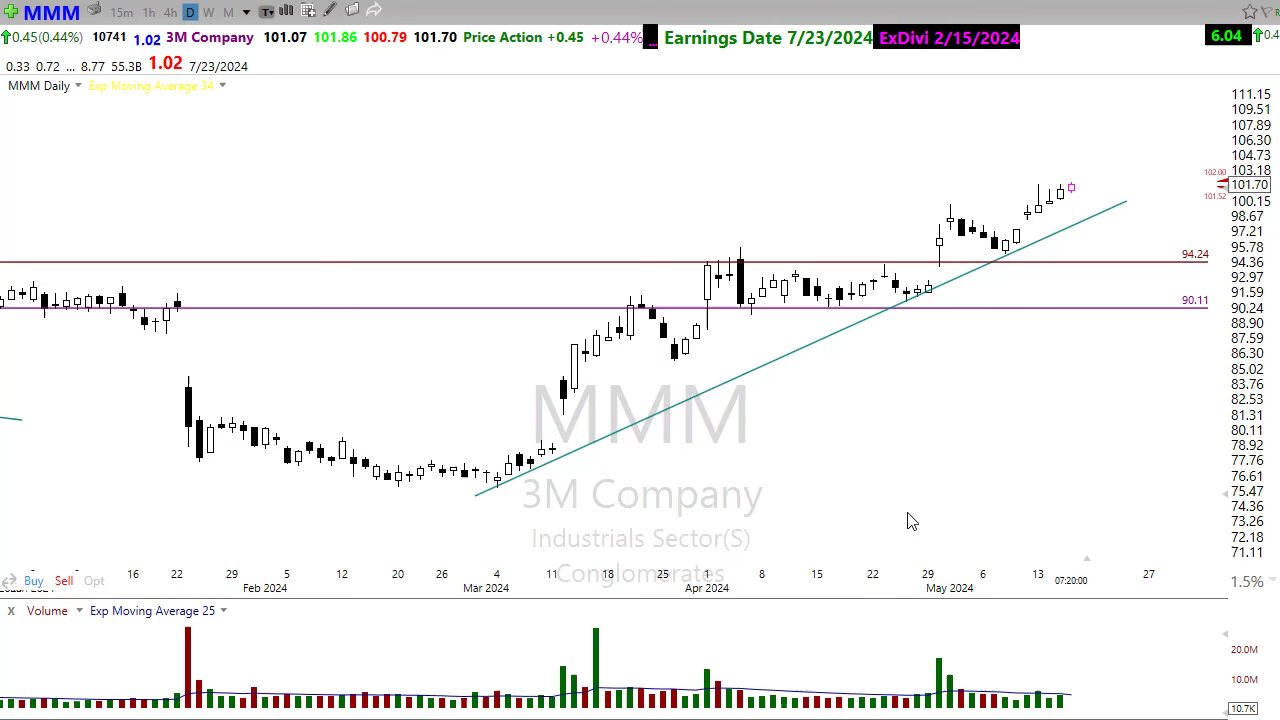 MMM 15m 1h 4h D W M
0.45(0.44%) 10741 1.02 3M Company 101.07 101.86 100.79 101.70 Price Action +0.45 +0.44% ... Earnings Date 7/23/2024 ExDivi 2/15/2024 6.04 0.4
0.33 0.72 ... 8.77 55.3B 1.02 7/23/2024
MMM Daily Exp Moving Average 34
111.15
109.51
107.89
106.30
104.73
103.18
102.00
101.70
101.52
100.15
98.67
97.21
95.78
94.24
94.36
92.97
91.59
90.11
90.24
88.90
87.59
86.30
85.02
83.76
82.53
81.31
80.11
78.92
77.76
76.61
75.47
74.36
73.26
72.18
71.11
MMM
3M Company
Industrials Sector(S)
Conglomerates
16 22 29 5 12 20 26 4 11 18 25 1 8 15 22 29 6 13 07:20:00 27
Feb 2024 Mar 2024 Apr 2024 May 2024
Buy Sell Opt
1.5%
X Volume Exp Moving Average 25
20.0M
10.0M
10.7K